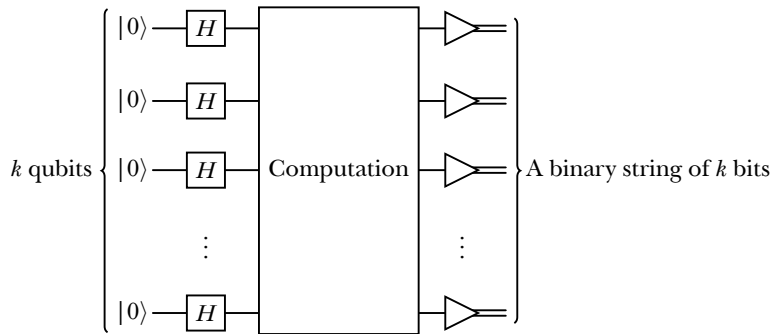 |0⟩ H
|0⟩ H
k qubits |0⟩ H Computation A binary string of k bits
⋮ ⋮
|0⟩ H